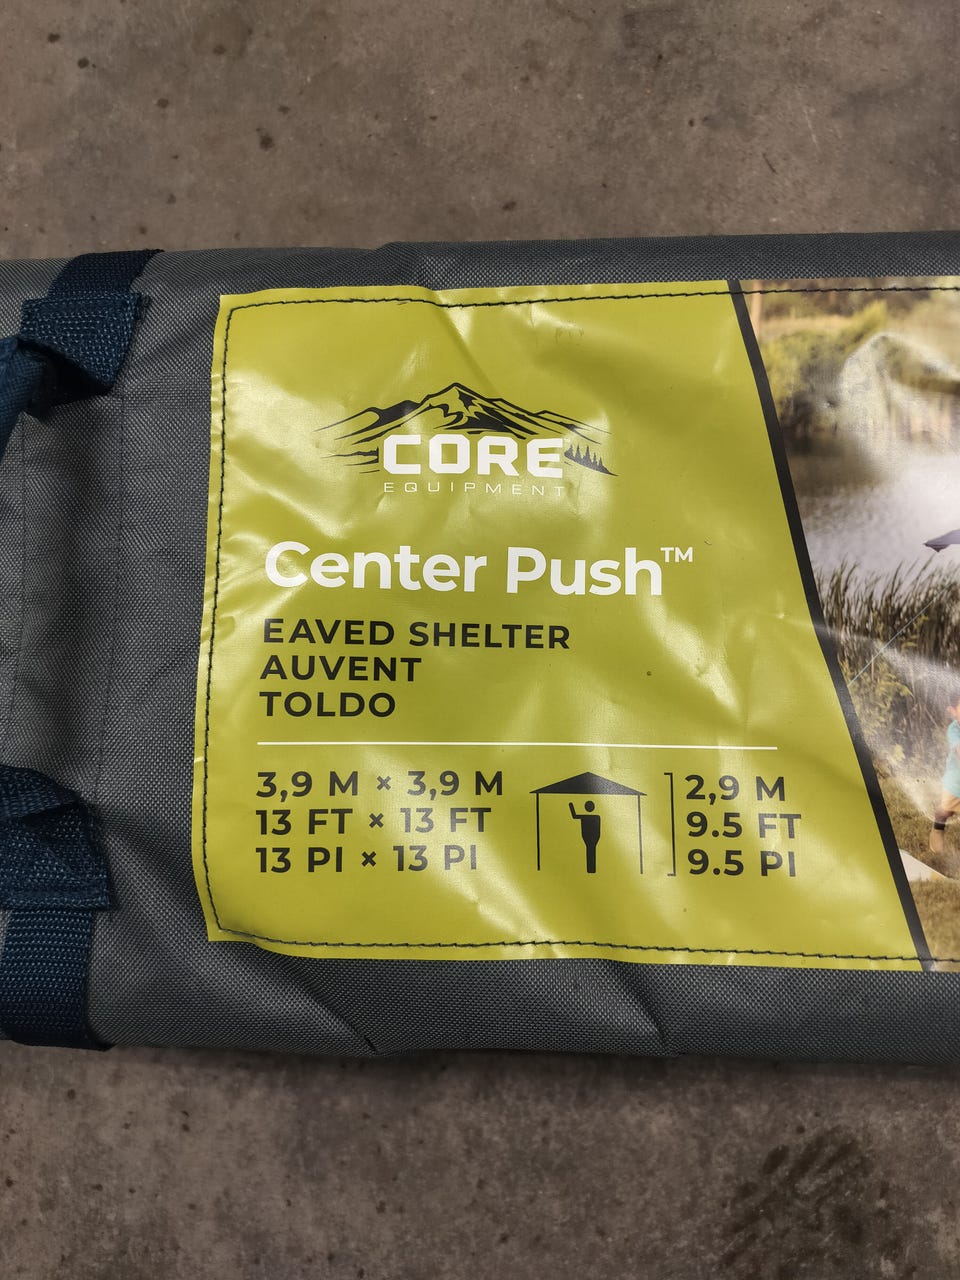 CORE
EQUIPMENT
Center Push™
EAVED SHELTER
AUVENT
TOLDO
3,9 M × 3,9 M
13 FT × 13 FT
13 PI × 13 PI
2,9 M
9.5 FT
9.5 PI